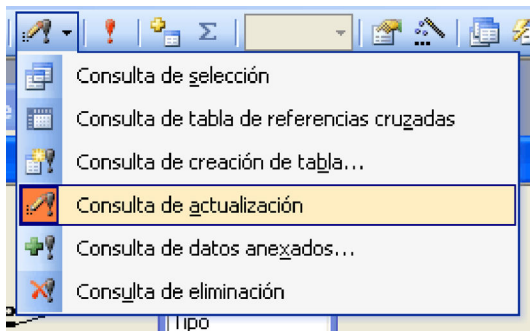 Consulta de selección
Consulta de tabla de referencias cruzadas
Consulta de creación de tabla...
Consulta de actualización
Consulta de datos anexados...
Consulta de eliminación
Tipo